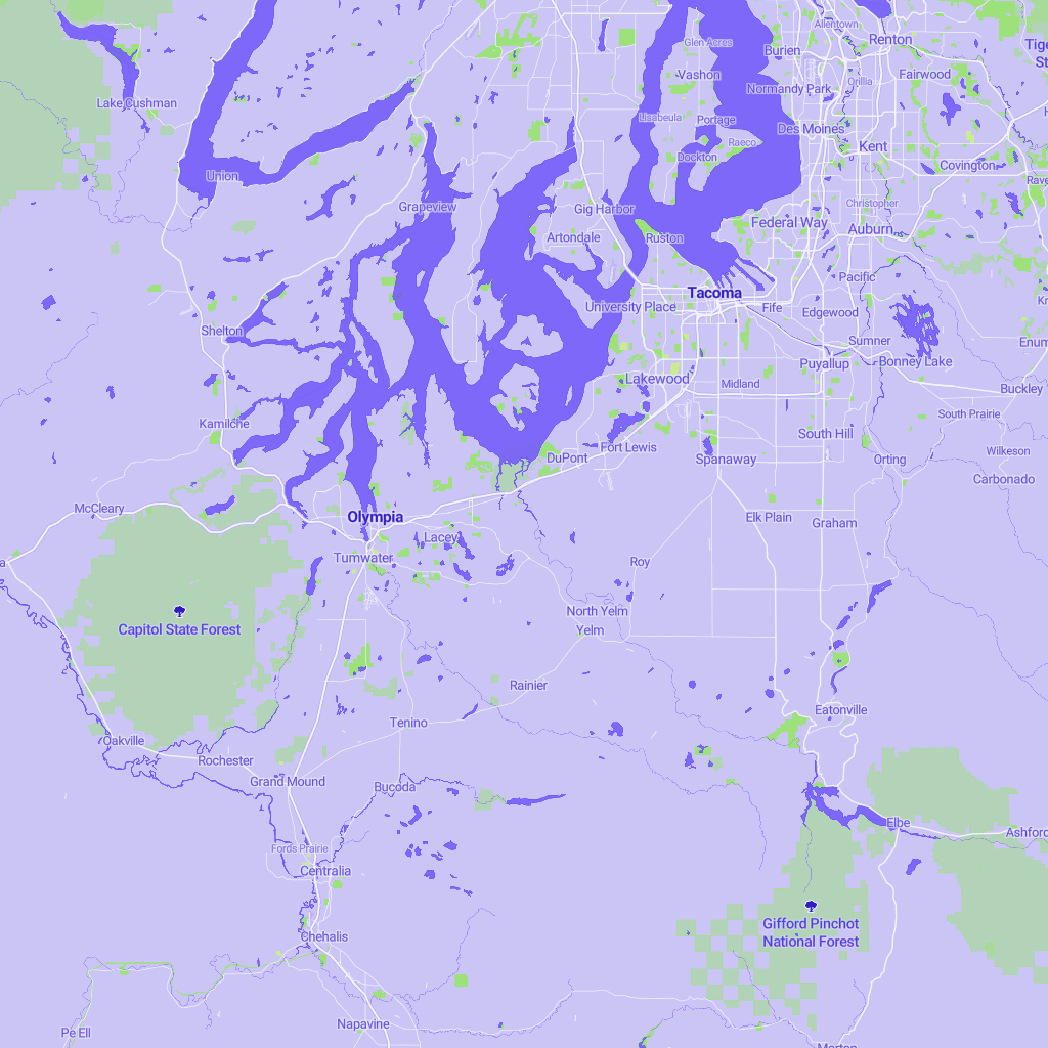 Allentown
Renton
Glen Acres
Burien
Tige
St
Vashon
Orillia
Fairwood
Normandy Park
Lake Cushman
Lisabeula
Portage
Des Moines
Raeco
Kent
Dockton
Covington
Union
Rave
Grapeview
Gig Harbor
Christopher
Federal Way
Auburn
Artondale
Ruston
Pacific
Tacoma
Kr
University Place
Fife
Edgewood
Shelton
Sumner
Enum
Puyallup
Bonney Lake
Lakewood
Midland
Buckley
South Prairie
Kamilche
South Hill
Fort Lewis
Wilkeson
DuPont
Spanaway
Orting
Carbonado
McCleary
Olympia
Elk Plain
Graham
Lacey
Tumwater
a
Roy
Capitol State Forest
North Yelm
Yelm
Rainier
Eatonville
Tenino
Oakville
Rochester
Grand Mound
Bucoda
Elbe
Ashford
Fords Prairie
Centralia
Gifford Pinchot
National Forest
Chehalis
Napavine
Pe Ell
Morton